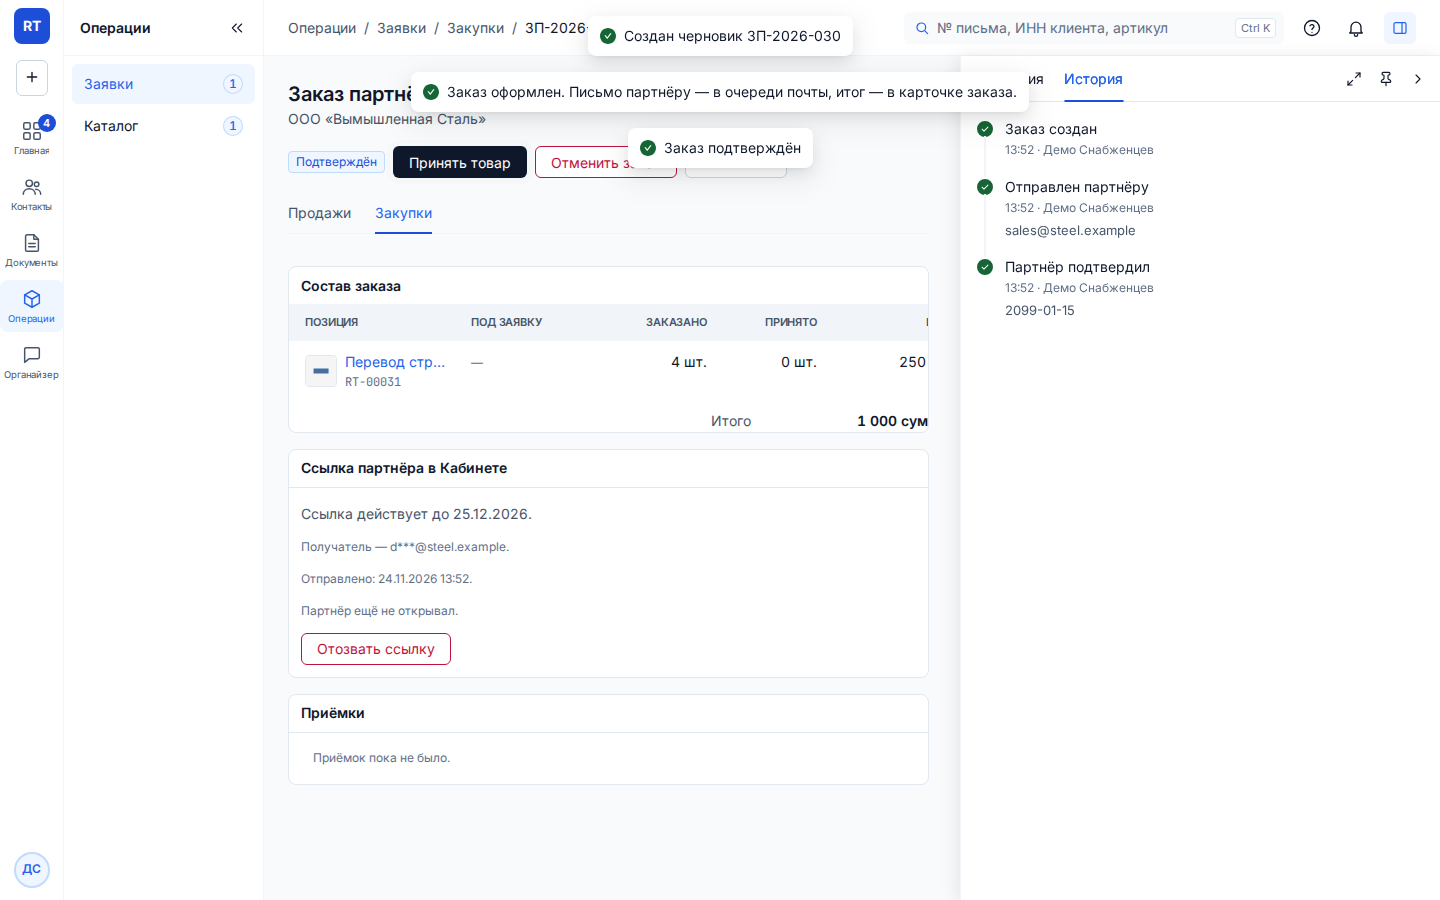 RT
Операции
Операции / Заявки / Закупки / ЗП-2026-
Создан черновик ЗП-2026-030
№ письма, ИНН клиента, артикул
Ctrl K
Заявки
1
Каталог
1
4
Главная
Контакты
Документы
Операции
Органайзер
ДС
Заказ оформлен. Письмо партнёру — в очереди почты, итог — в карточке заказа.
Заказ подтверждён
Заказ партнё
ООО «Вымышленная Сталь»
Подтверждён
Принять товар
Отменить з
Продажи
Закупки
Состав заказа
ПОЗИЦИЯ ПОД ЗАЯВКУ ЗАКАЗАНО ПРИНЯТО
Перевод стр... — 4 шт. 0 шт. 250
RT-00031
Итого 1 000 сум
Ссылка партнёра в Кабинете
Ссылка действует до 25.12.2026.
Получатель — d***@steel.example.
Отправлено: 24.11.2026 13:52.
Партнёр ещё не открывал.
Отозвать ссылку
Приёмки
Приёмок пока не было.
ия
История
Заказ создан
13:52 · Демо Снабженцев
Отправлен партнёру
13:52 · Демо Снабженцев
sales@steel.example
Партнёр подтвердил
13:52 · Демо Снабженцев
2099-01-15